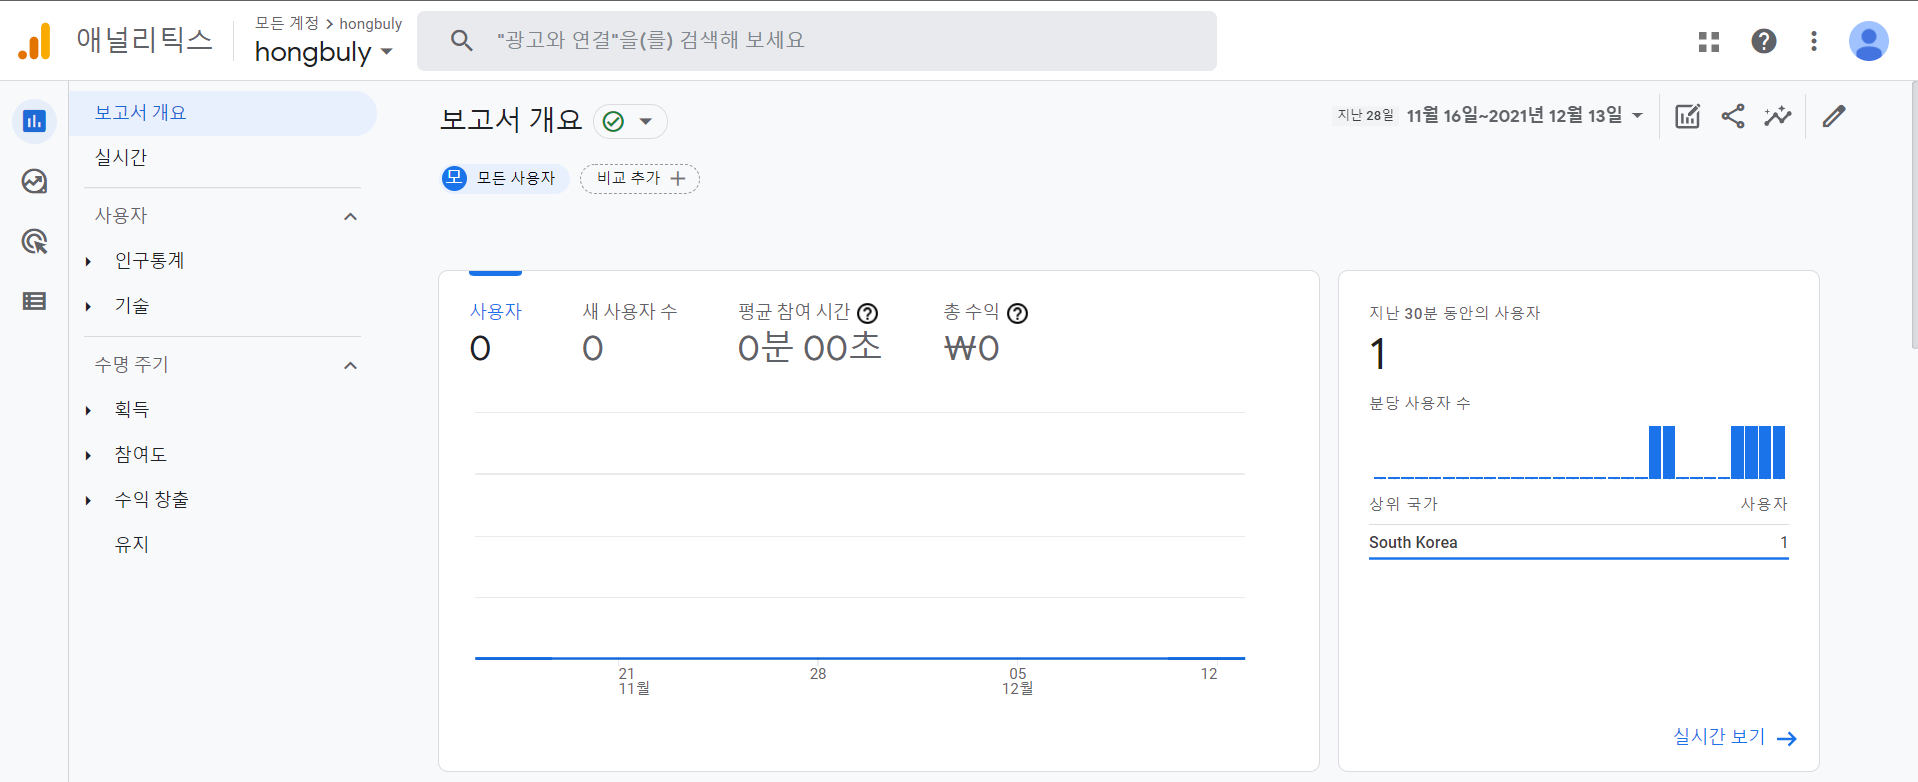 애널리틱스
모든 계정 > hongbuly
hongbuly
"광고와 연결"을(를) 검색해 보세요
보고서 개요
실시간
사용자
인구통계
기술
수명 주기
획득
참여도
수익 창출
유지
보고서 개요
지난 28일 11월 16일~2021년 12월 13일
모 모든 사용자
비교 추가 +
사용자
0
새 사용자 수
0
평균 참여 시간
0분 00초
총 수익
₩0
21
11월
28
05
12월
12
지난 30분 동안의 사용자
1
분당 사용자 수
상위 국가 사용자
South Korea 1
실시간 보기 →